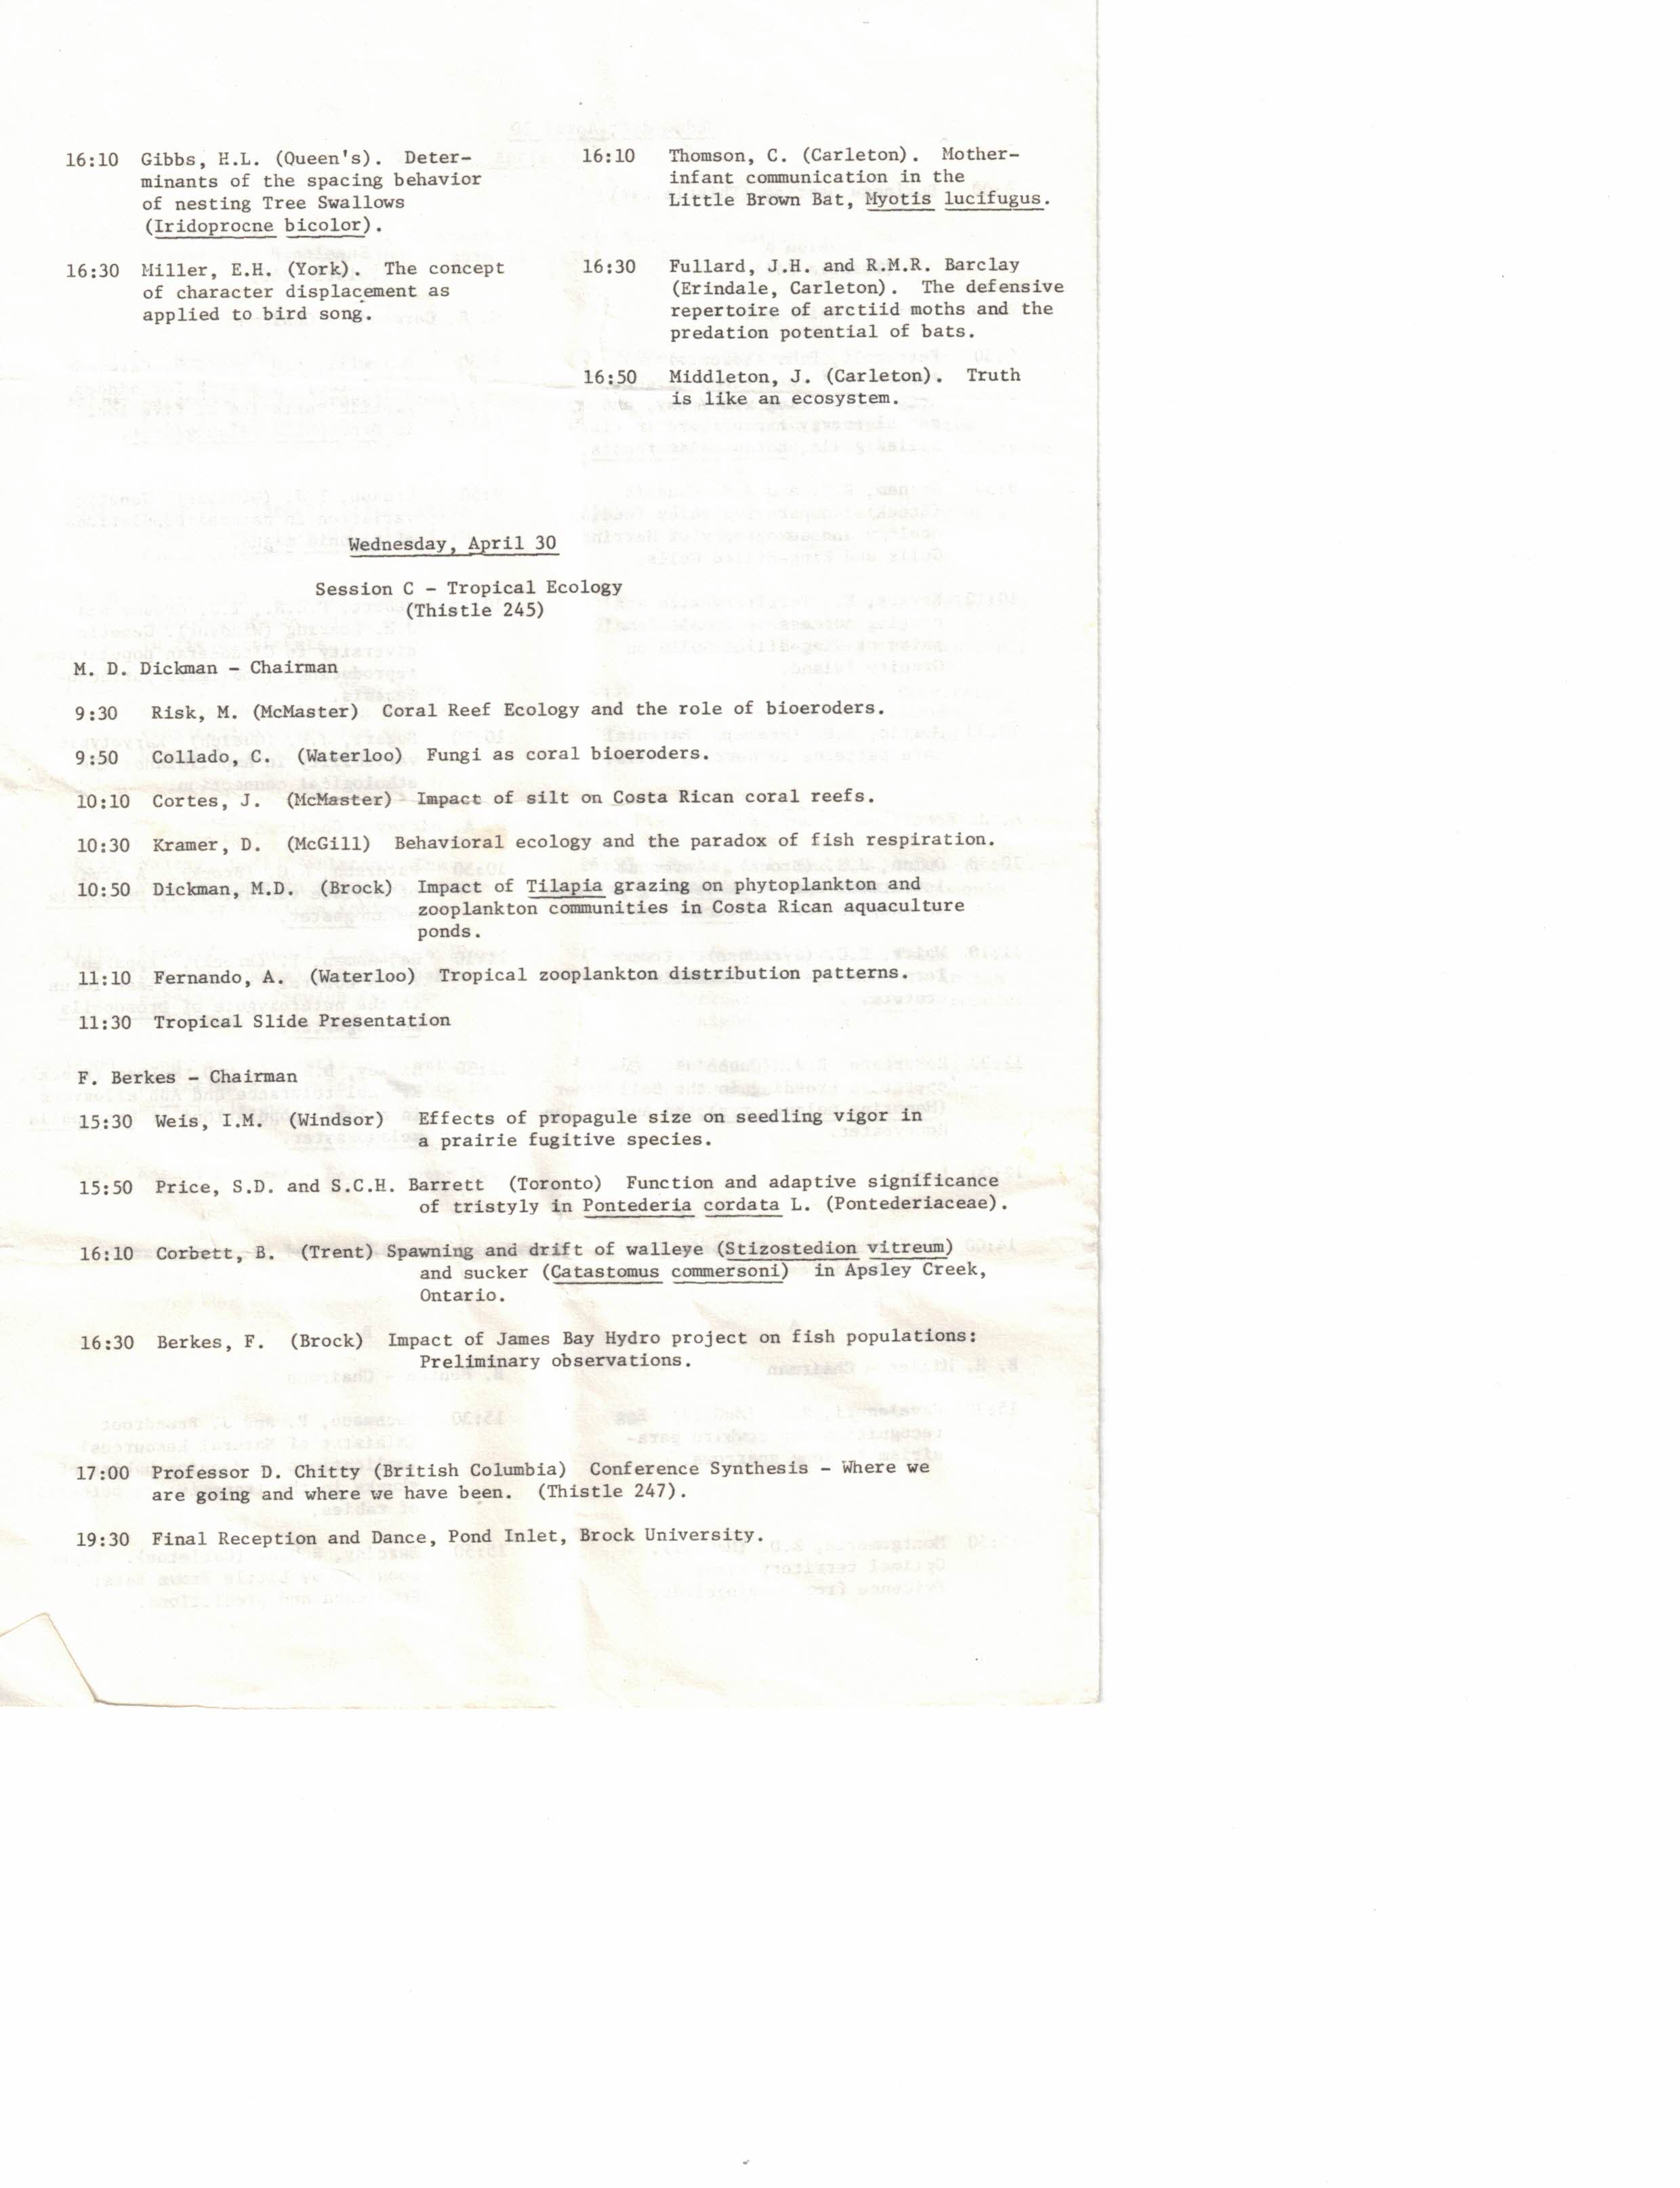 16:10 Gibbs, H.L. (Queen's). Deter-
minants of the spacing behavior
of nesting Tree Swallows
(Iridoprocne bicolor).
16:30 Miller, E.H. (York). The concept
of character displacement as
applied to bird song.
16:10 Thomson, C. (Carleton). Mother-
infant communication in the
Little Brown Bat, Myotis lucifugus.
16:30 Fullard, J.H. and R.M.R. Barclay
(Erindale, Carleton). The defensive
repertoire of arctiid moths and the
predation potential of bats.
16:50 Middleton, J. (Carleton). Truth
is like an ecosystem.
Wednesday, April 30
Session C - Tropical Ecology
(Thistle 245)
M. D. Dickman - Chairman
9:30 Risk, M. (McMaster) Coral Reef Ecology and the role of bioeroders.
9:50 Collado, C. (Waterloo) Fungi as coral bioeroders.
10:10 Cortes, J. (McMaster) Impact of silt on Costa Rican coral reefs.
10:30 Kramer, D. (McGill) Behavioral ecology and the paradox of fish respiration.
10:50 Dickman, M.D. (Brock) Impact of Tilapia grazing on phytoplankton and
zooplankton communities in Costa Rican aquaculture
ponds.
11:10 Fernando, A. (Waterloo) Tropical zooplankton distribution patterns.
11:30 Tropical Slide Presentation
F. Berkes - Chairman
15:30 Weis, I.M. (Windsor) Effects of propagule size on seedling vigor in
a prairie fugitive species.
15:50 Price, S.D. and S.C.H. Barrett (Toronto) Function and adaptive significance
of tristyly in Pontederia cordata L. (Pontederiaceae).
16:10 Corbett, B. (Trent) Spawning and drift of walleye (Stizostedion vitreum)
and sucker (Catastomus commersoni) in Apsley Creek,
Ontario.
16:30 Berkes, F. (Brock) Impact of James Bay Hydro project on fish populations:
Preliminary observations.
17:00 Professor D. Chitty (British Columbia) Conference Synthesis - Where we
are going and where we have been. (Thistle 247).
19:30 Final Reception and Dance, Pond Inlet, Brock University.